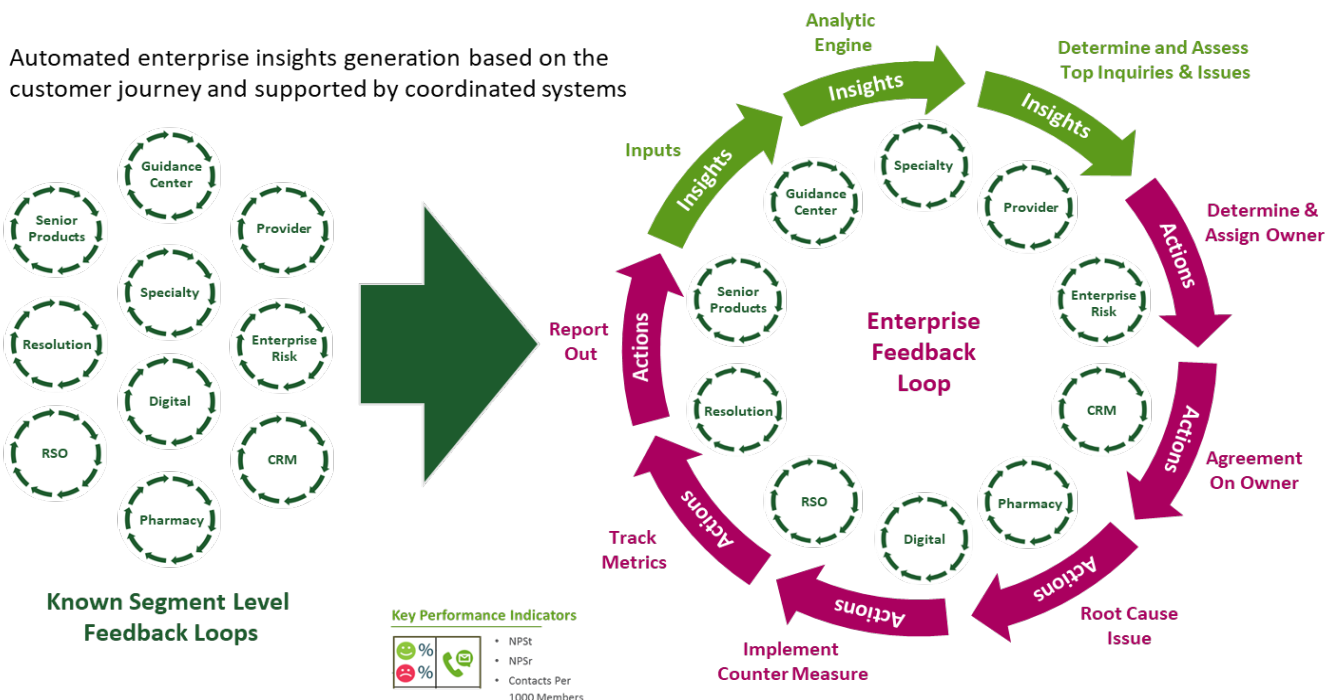 Automated enterprise insights generation based on the
customer journey and supported by coordinated systems
Guidance
Center
Senior
Products
Provider
Specialty
Resolution
Enterprise
Risk
Digital
RSO
CRM
Pharmacy
Known Segment Level
Feedback Loops
Key Performance Indicators
%
%
• NPSt
• NPSr
• Contacts Per
1000 Members
Inputs
Insights
Analytic
Engine
Insights
Determine and Assess
Top Inquiries & Issues
Insights
Determine &
Assign Owner
Actions
Agreement
On Owner
Actions
Root Cause
Issue
Actions
Implement
Counter Measure
Actions
Track
Metrics
Actions
Report
Out
Actions
Guidance
Center
Specialty
Provider
Enterprise
Risk
CRM
Pharmacy
Digital
RSO
Resolution
Senior
Products
Enterprise
Feedback
Loop